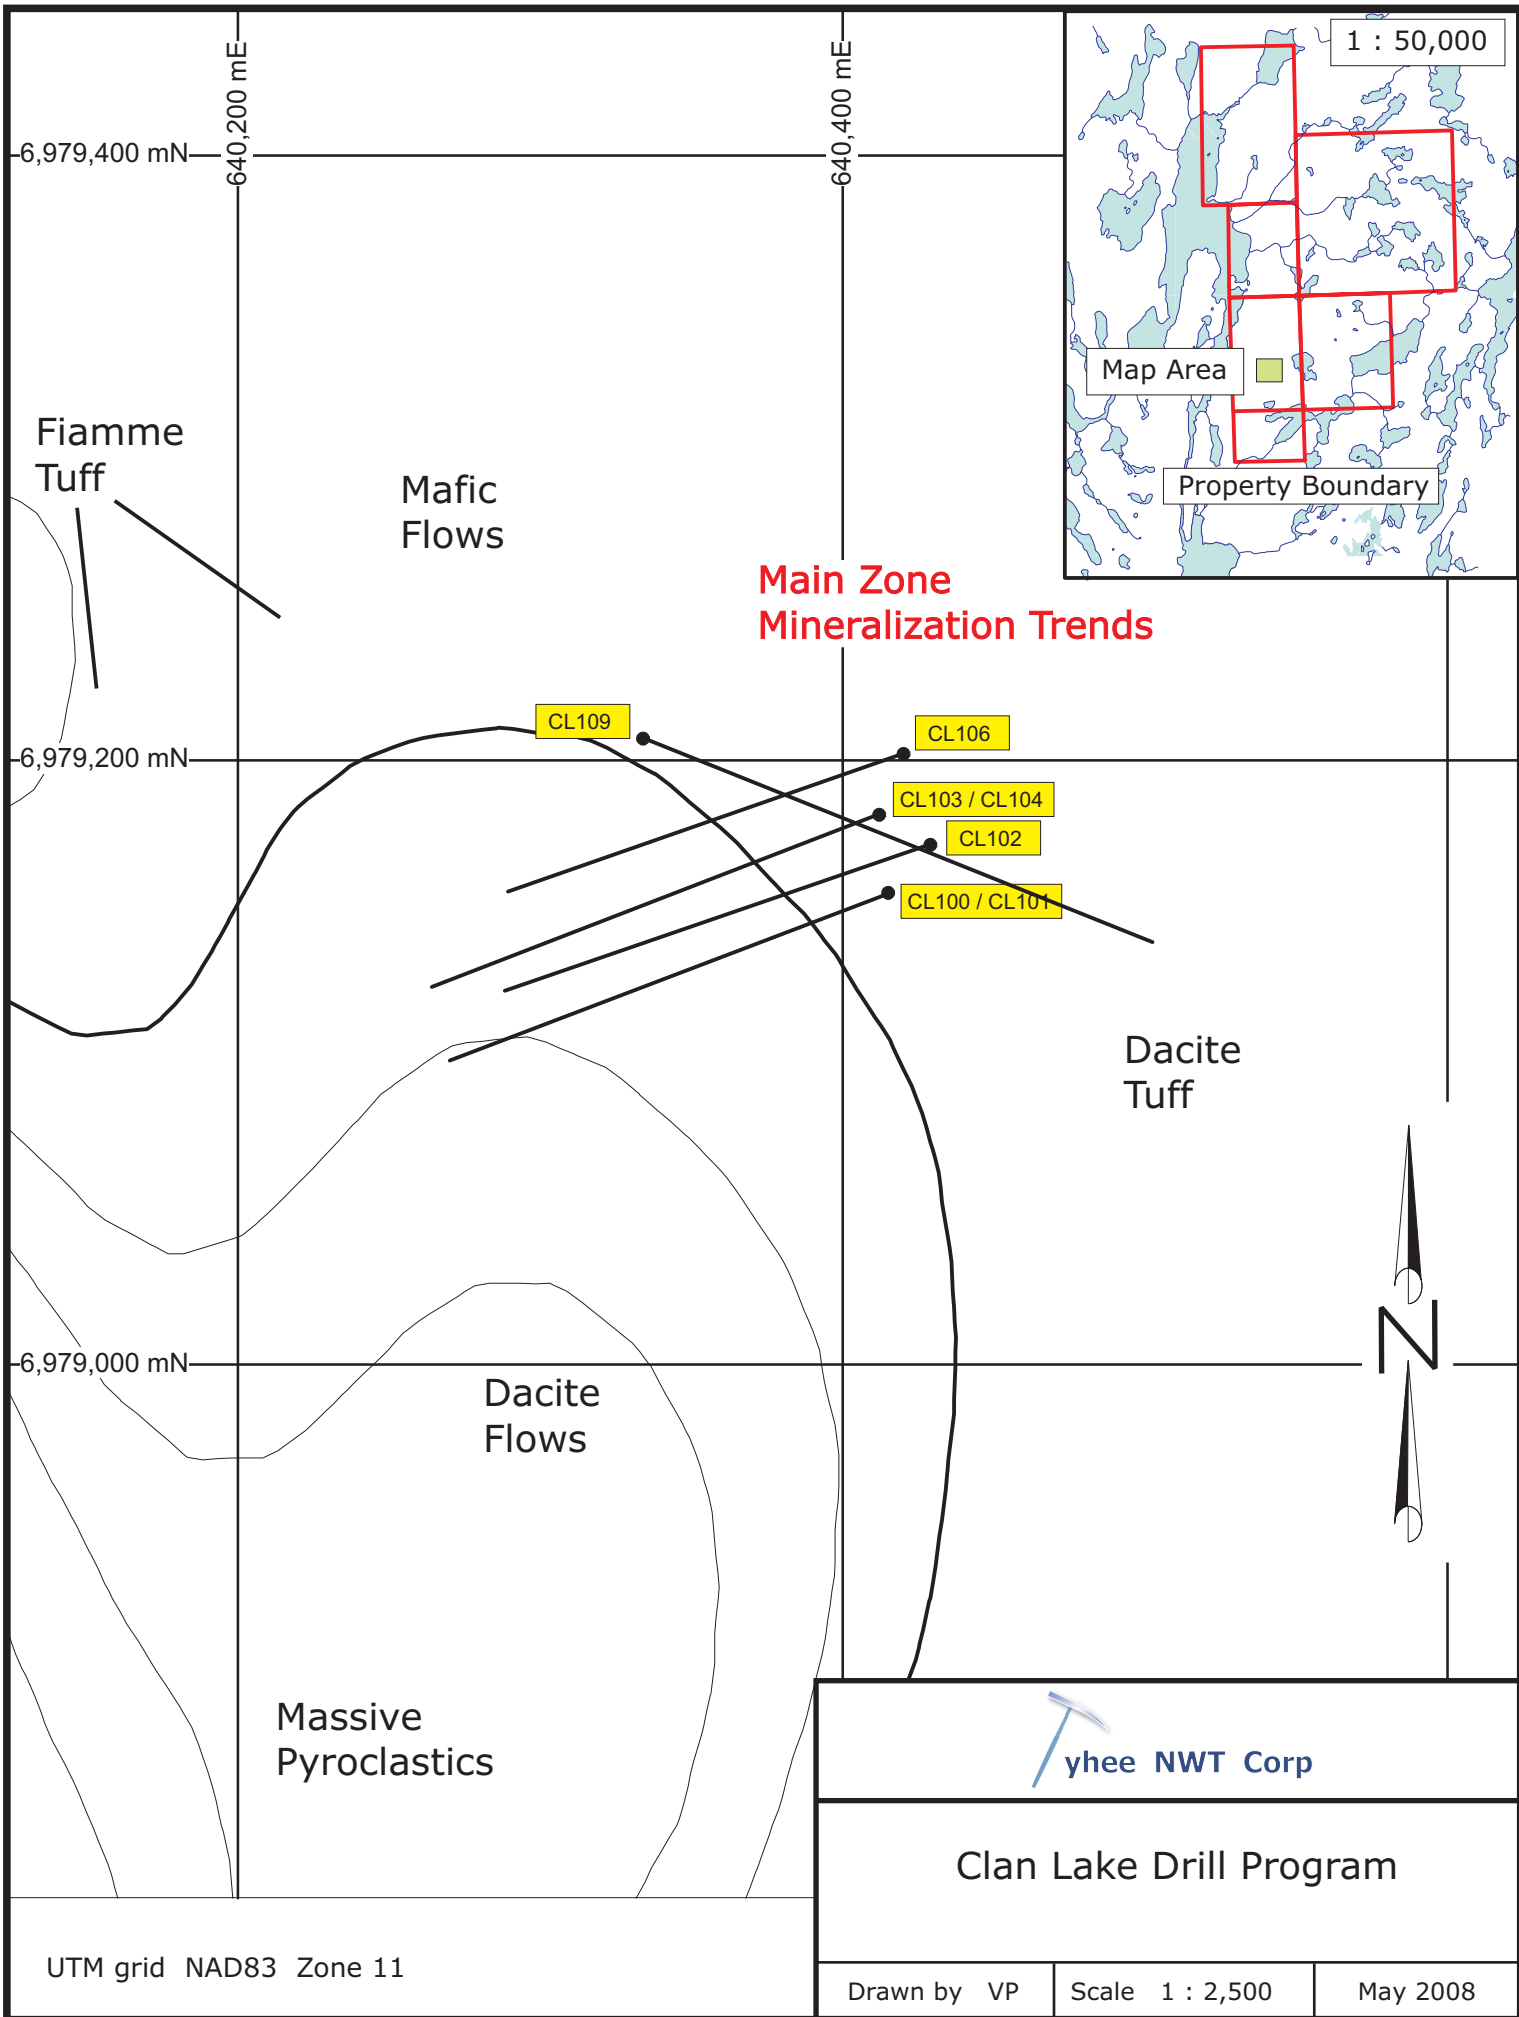 1 : 50,000
640,200 mE
640,400 mE
6,979,400 mN
Map Area
Property Boundary
Fiamme
Tuff
Mafic
Flows
Main Zone
Mineralization Trends
CL109
CL106
6,979,200 mN
CL103 / CL104
CL102
CL100 / CL101
Dacite
Tuff
N
6,979,000 mN
Dacite
Flows
Massive
Pyroclastics
yhee NWT Corp
Clan Lake Drill Program
UTM grid NAD83 Zone 11
Drawn by VP
Scale 1 : 2,500
May 2008